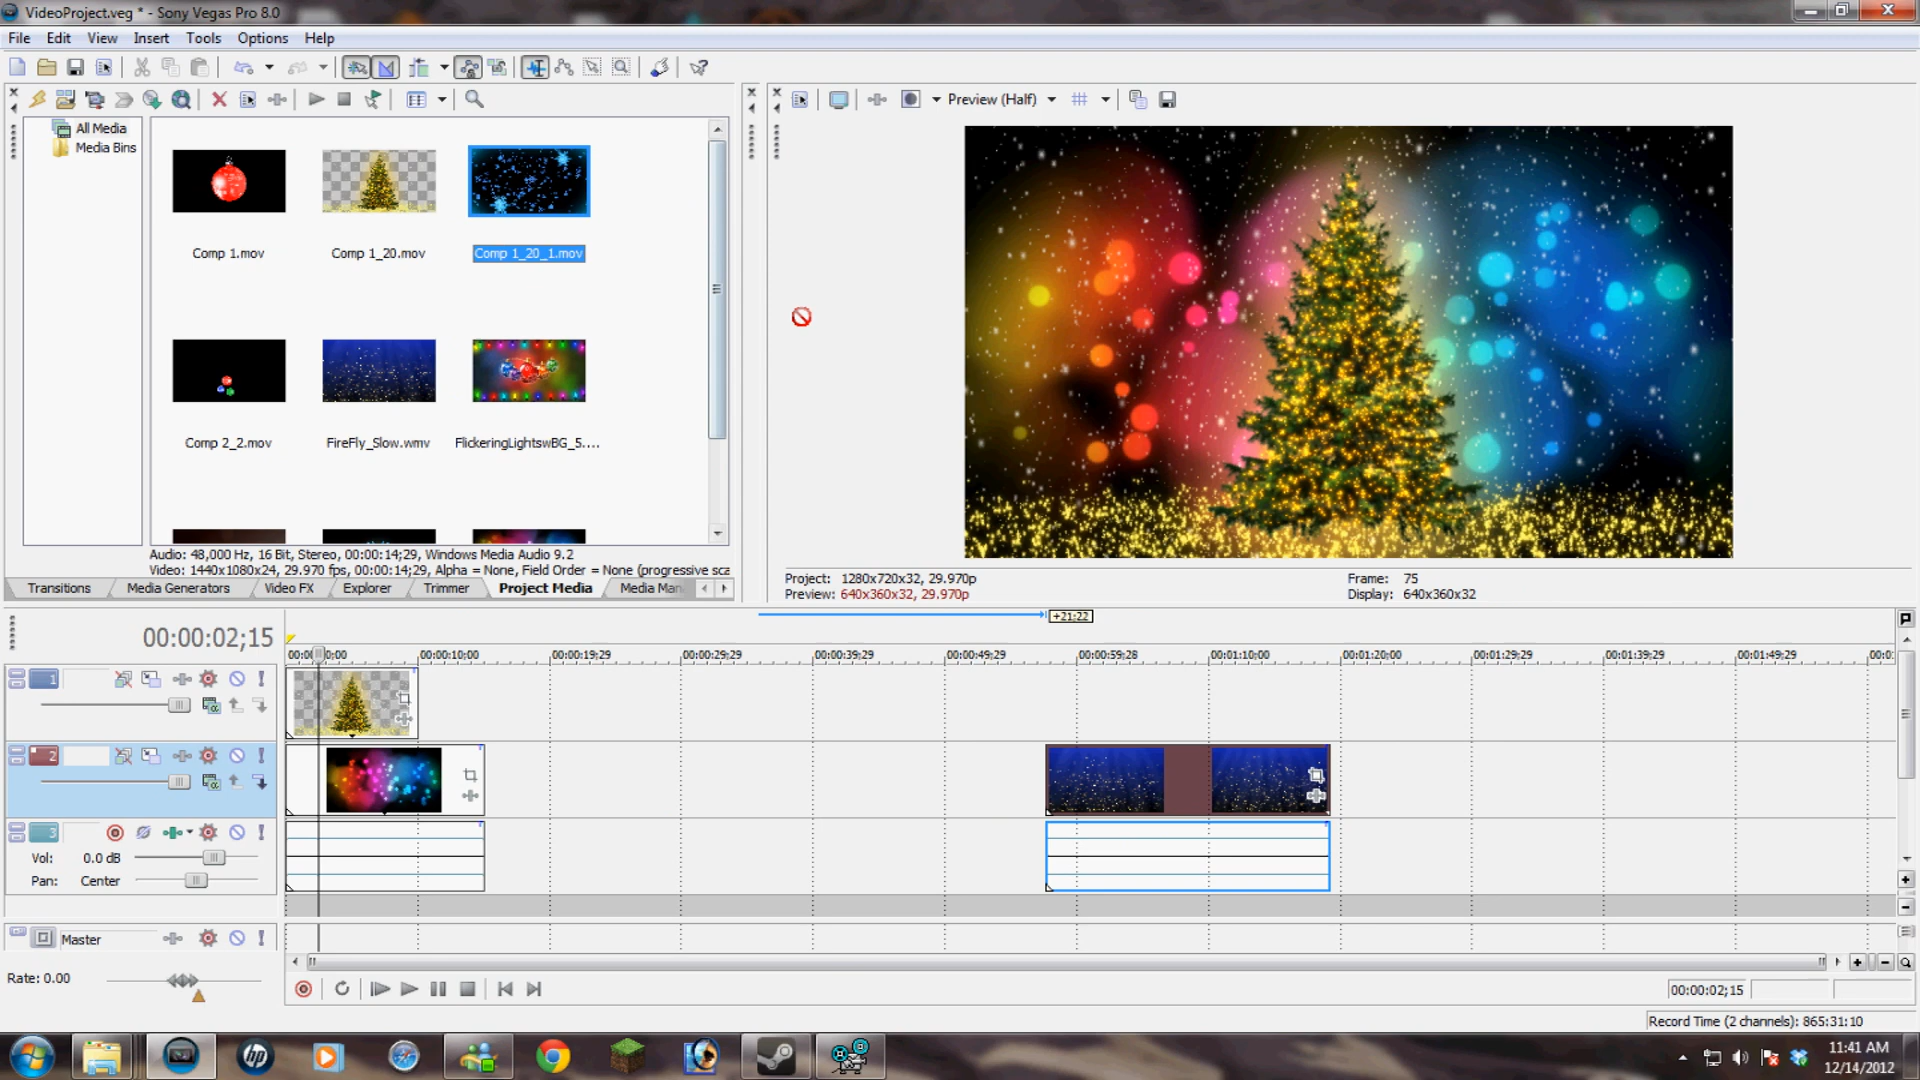 VideoProject.veg * - Sony Vegas Pro 8.0
File Edit View Insert Tools Options Help
Preview (Half)
All Media
Media Bins
Comp 1.mov
Comp 1_20.mov
Comp 1_20_1.mov
Comp 2_2.mov
FireFly_Slow.wmv
FlickeringLightswBG_5....
Audio: 48,000 Hz, 16 Bit, Stereo, 00:00:14;29, Windows Media Audio 9.2
Video: 1440x1080x24, 29.970 fps, 00:00:14;29, Alpha = None, Field Order = None (progressive sca
Transitions Media Generators Video FX Explorer Trimmer Project Media Media Man
Project: 1280x720x32, 29.970p
Preview: 640x360x32, 29.970p
Frame: 75
Display: 640x360x32
+21;22
00:00:02;15
00:00:10;00 00:00:19;29 00:00:29;29 00:00:39;29 00:00:49;29 00:00:59;28 00:01:10;00 00:01:20;00 00:01:29;29 00:01:39;29 00:01:49;29 00:0
1
2
3
Vol: 0.0 dB
Pan: Center
Master
Rate: 0.00
00:00:02;15
Record Time (2 channels): 865:31:10
hp
11:41 AM
12/14/2012